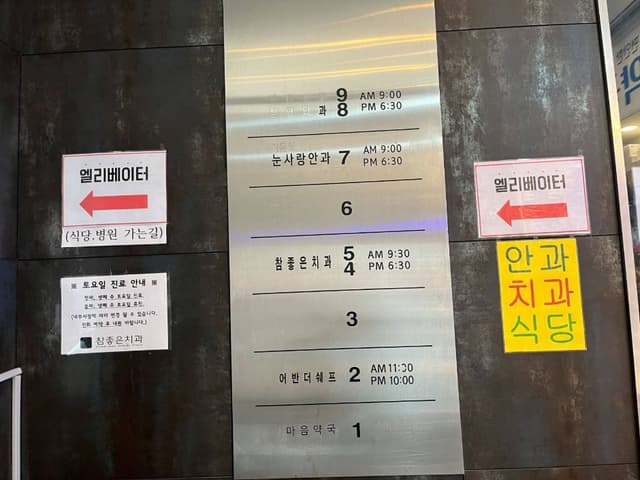 엘리베이터
(식당.병원 가는길)
※ 토요일 진료 안내 ※
참좋은치과
9 AM 9:00
과 8 PM 6:30
눈사랑안과 7 AM 9:00
PM 6:30
6
참좋은치과 5 AM 9:30
4 PM 6:30
3
어반더쉐프 2 AM 11:00
PM 10:00
마음약국 1
엘리베이터
안과
치과
식당